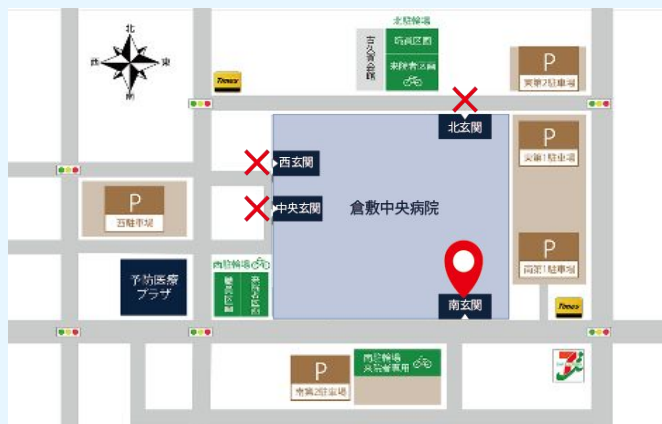 北
西
東
南
北駐輪場
古久賀会館
職員区画
来院者区画
Times
P
東第2駐車場
北玄関
P
東第1駐車場
西玄関
中央玄関
倉敷中央病院
P
西駐車場
予防医療
プラザ
西駐輪場
職員区画
来院者区画
P
南第1駐車場
南玄関
Times
P
南第2駐車場
南駐輪場
来院者専用
7